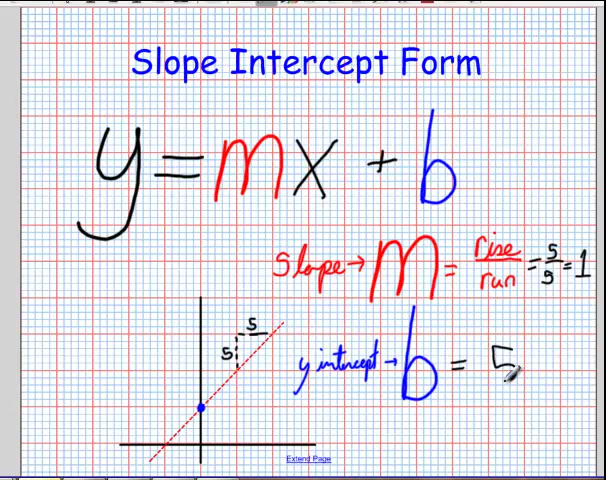 Slope Intercept Form
y = mx + b
Slope → m = rise/run = 5/5 = 1
5
5
y intercept → b = 5
Extend Page